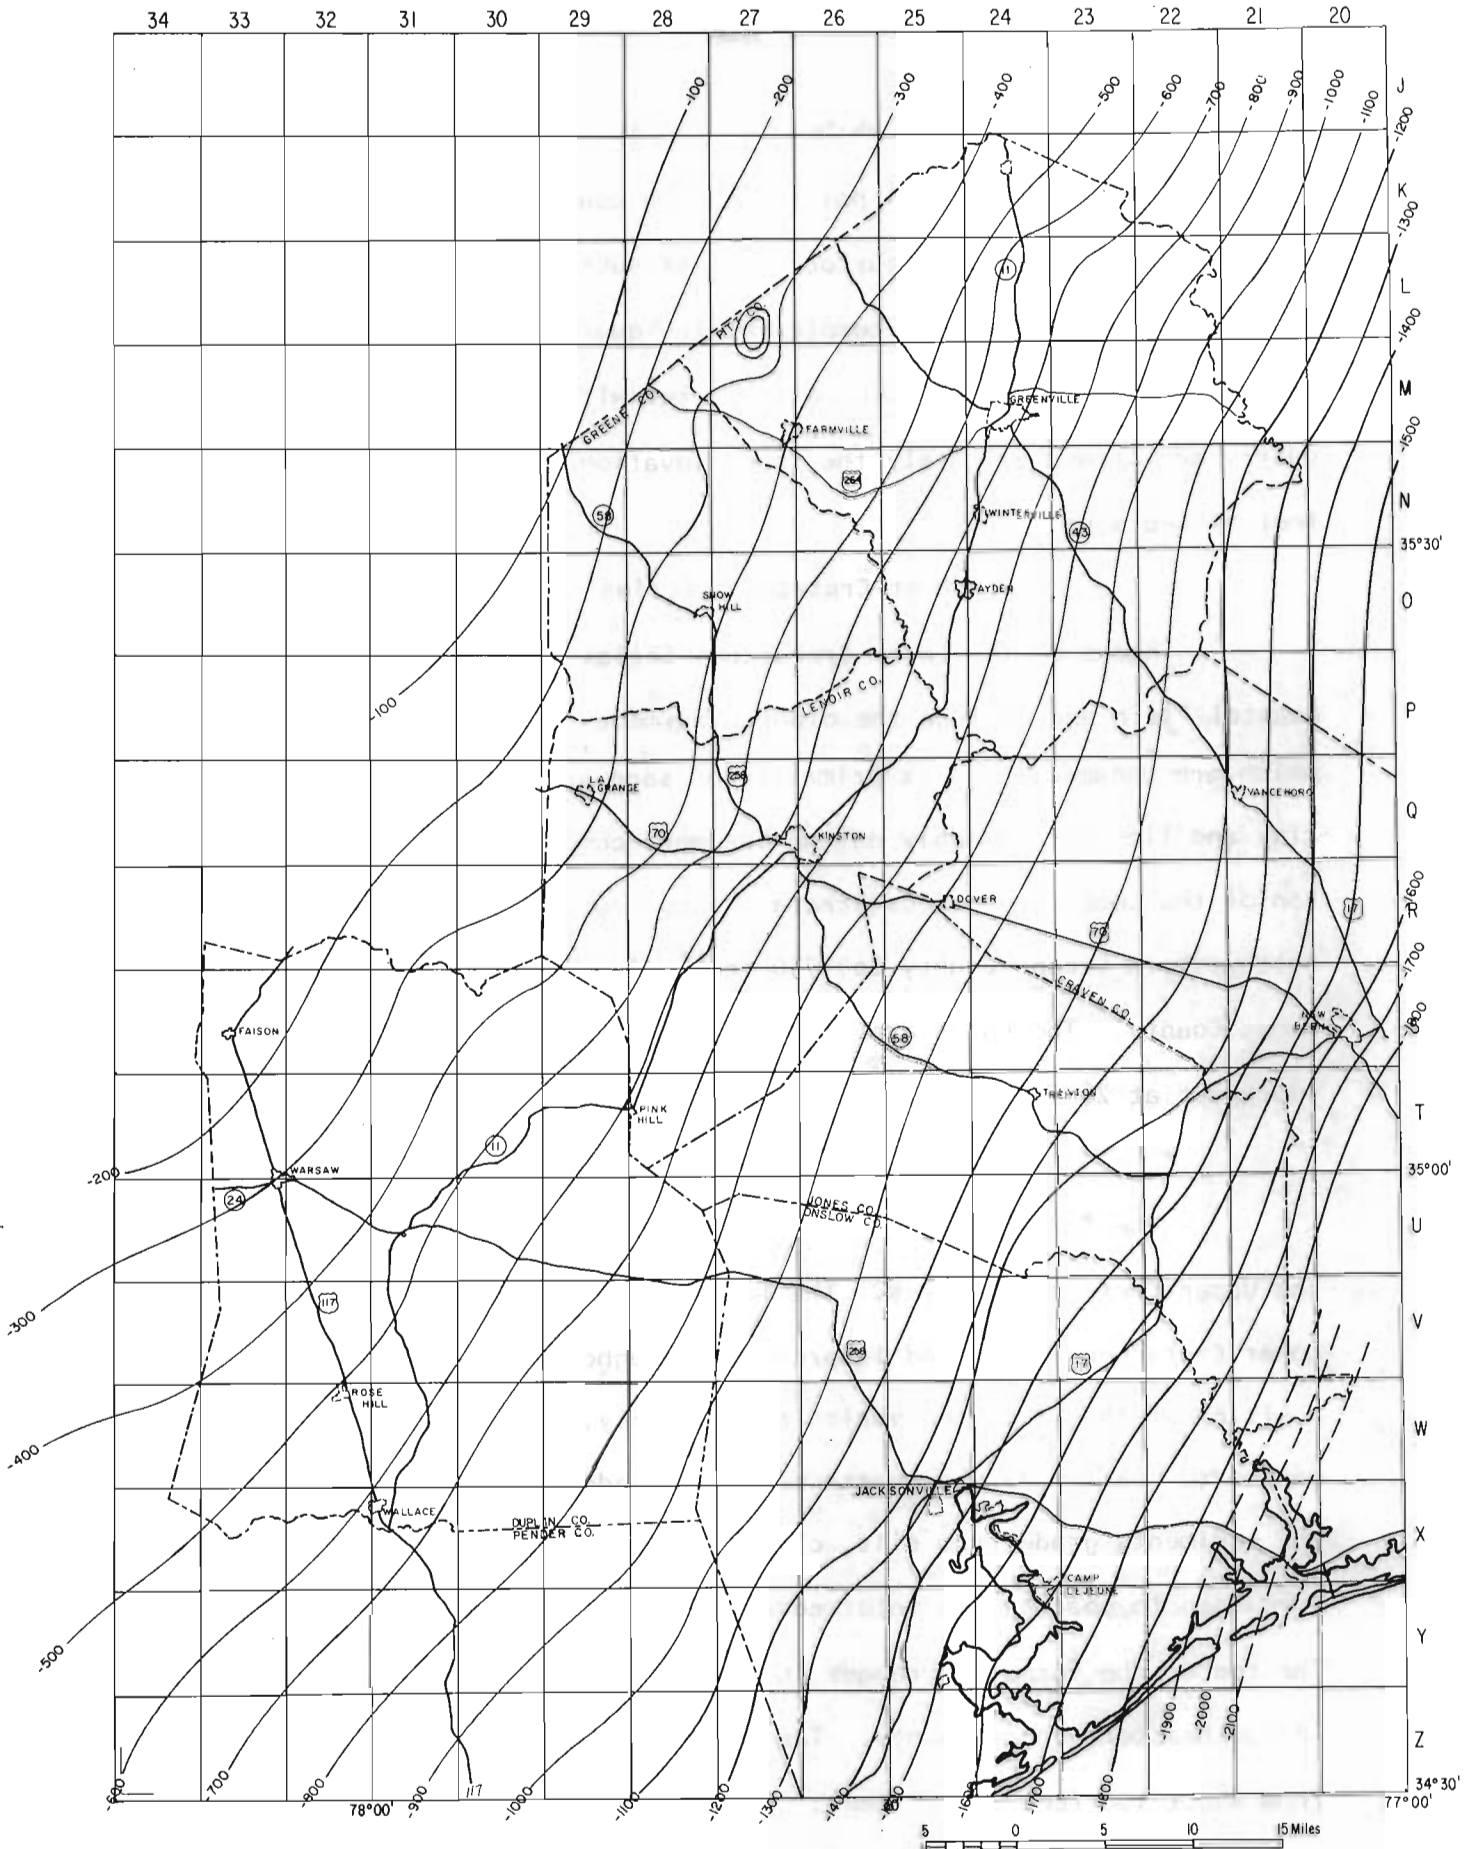 34 33 32 31 30 29 28 27 26 25 24 23 22 21 20
-100 -200 -300 -400 -500 -600 -700 -800 -900 -1000 -1100 -1200
J
K
-1300
11
L
PITT CO.
-1400
M
GREENE CO.
GREENVILLE
FARMVILLE
-1500
264
N
58
WINTERVILLE
43
35°30'
SNOW
HILL
AYDEN
O
-100
LENOIR CO.
P
258
LA
GRANGE
VANCEBORO
Q
70
KINSTON
-1600
DOVER
R
17
70
-1700
CRAVEN CO.
NEW
BERN
-1800
FAISON
58
TRENTON
PINK
HILL
T
11
-200
WARSAW
35°00'
24
JONES CO.
ONSLOW CO.
U
-300
117
V
258
17
ROSE
HILL
W
-400
JACKSONVILLE
WALLACE
DUPLIN CO.
PENDER CO.
X
CAMP
LEJEUNE
Y
-500
-1900 -2000 -2100
Z
34°30'
-600 -700 -800 -900 -1000 -1100 -1200 -1300 -1400 -1600 -1700 -1800
78°00'
117
77°00'
5 0 5 10 15 Miles